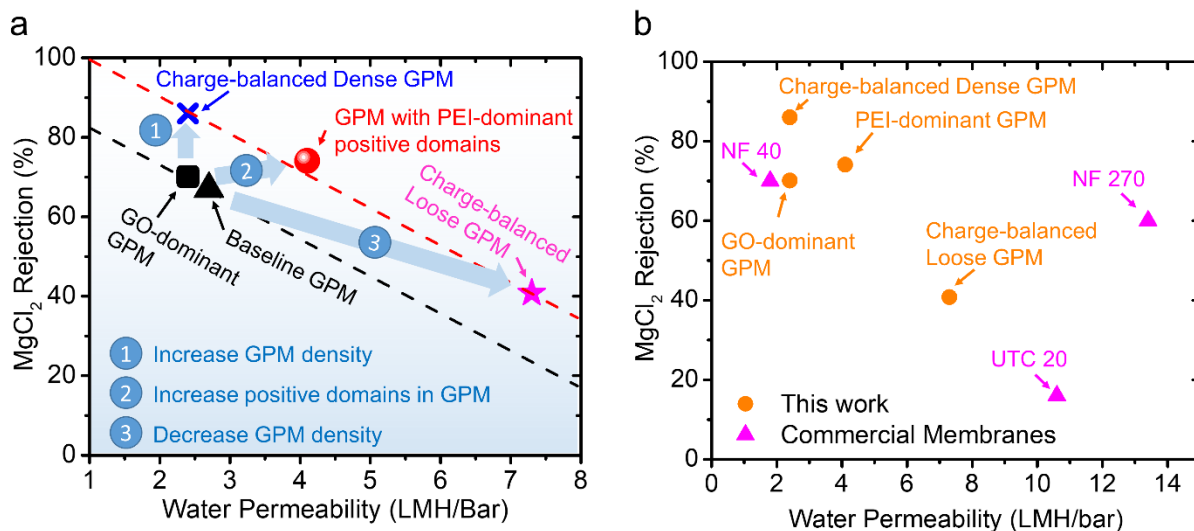 a
MgCl2 Rejection (%)
100
80
60
40
20
0
1 2 3 4 5 6 7 8
Water Permeability (LMH/Bar)
Charge-balanced Dense GPM
GPM with PEI-dominant
positive domains
1
2
3
Charge-balanced
Loose GPM
GO-dominant
GPM
Baseline GPM
1 Increase GPM density
2 Increase positive domains in GPM
3 Decrease GPM density
b
MgCl2 Rejection (%)
100
80
60
40
20
0
0 2 4 6 8 10 12 14
Water Permeability (LMH/bar)
Charge-balanced Dense GPM
PEI-dominant GPM
NF 40
NF 270
GO-dominant
GPM
Charge-balanced
Loose GPM
UTC 20
This work
Commercial Membranes